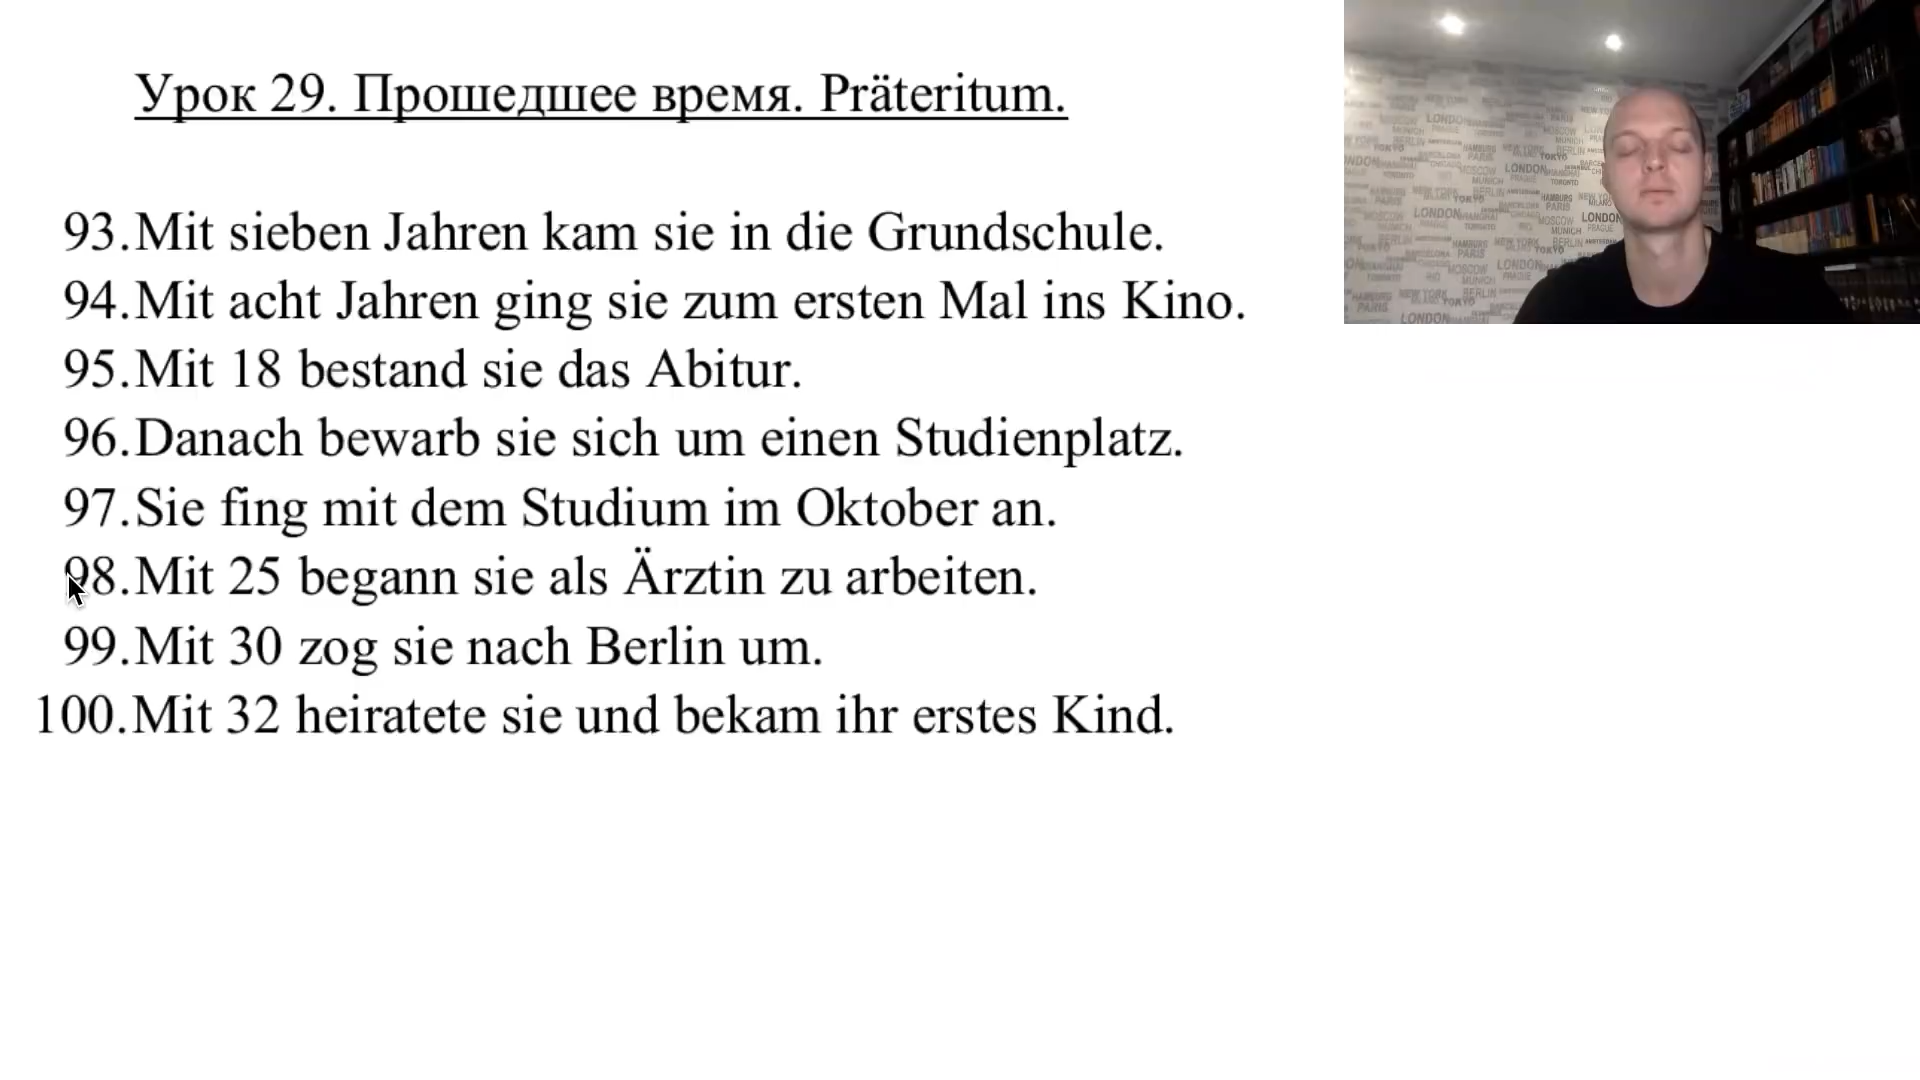 Урок 29. Прошедшее время. Präteritum.
93. Mit sieben Jahren kam sie in die Grundschule.
94. Mit acht Jahren ging sie zum ersten Mal ins Kino.
95. Mit 18 bestand sie das Abitur.
96. Danach bewarb sie sich um einen Studienplatz.
97. Sie fing mit dem Studium im Oktober an.
98. Mit 25 begann sie als Ärztin zu arbeiten.
99. Mit 30 zog sie nach Berlin um.
100. Mit 32 heiratete sie und bekam ihr erstes Kind.